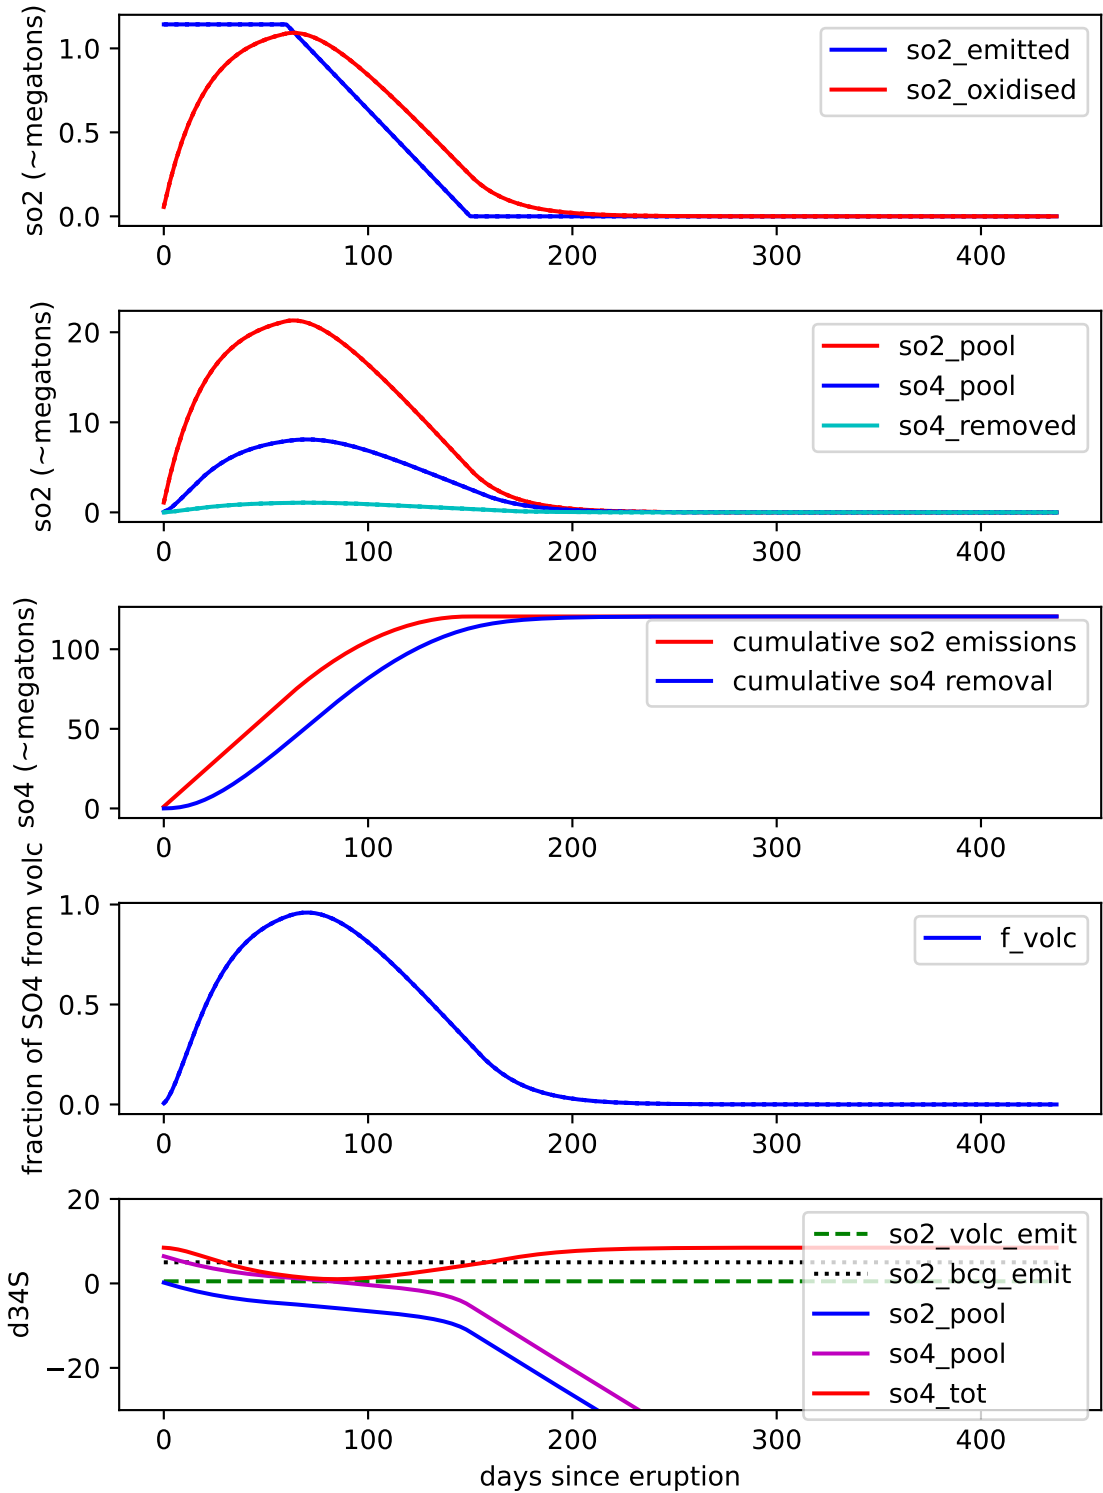 so2 (~megatons)
1.0
0.5
0.0
so2_emitted
so2_oxidised
0 100 200 300 400
so2 (~megatons)
20
10
0
so2_pool
so4_pool
so4_removed
0 100 200 300 400
so4 (~megatons)
100
50
0
cumulative so2 emissions
cumulative so4 removal
0 100 200 300 400
fraction of SO4 from volc
1.0
0.5
0.0
f_volc
0 100 200 300 400
d34S
20
0
−20
so2_volc_emit
so2_bcg_emit
so2_pool
so4_pool
so4_tot
0 100 200 300 400
days since eruption